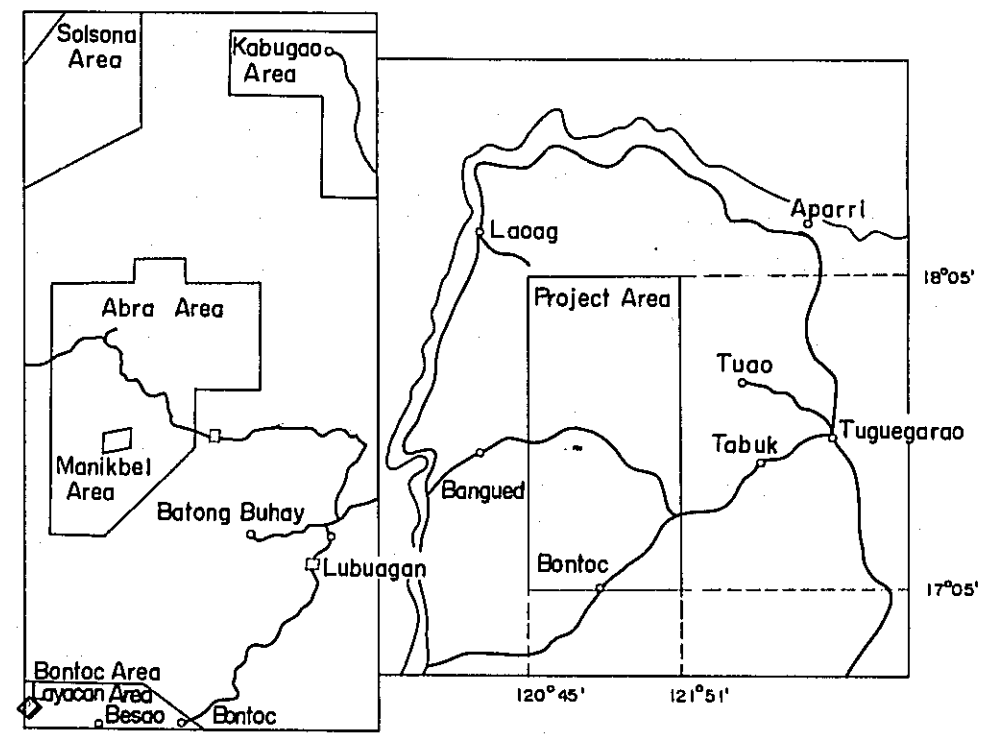 Solsona
Area
Kabugao
Area
Abra Area
Manikbel
Area
Batong Buhay
Lubuagan
Bontoc Area
Layacan Area
Besao
Bontoc
Aparri
Laoag
18°05'
Project Area
Tuao
Tuguegarao
Tabuk
Bangued
Bontoc
17°05'
120°45'
121°51'